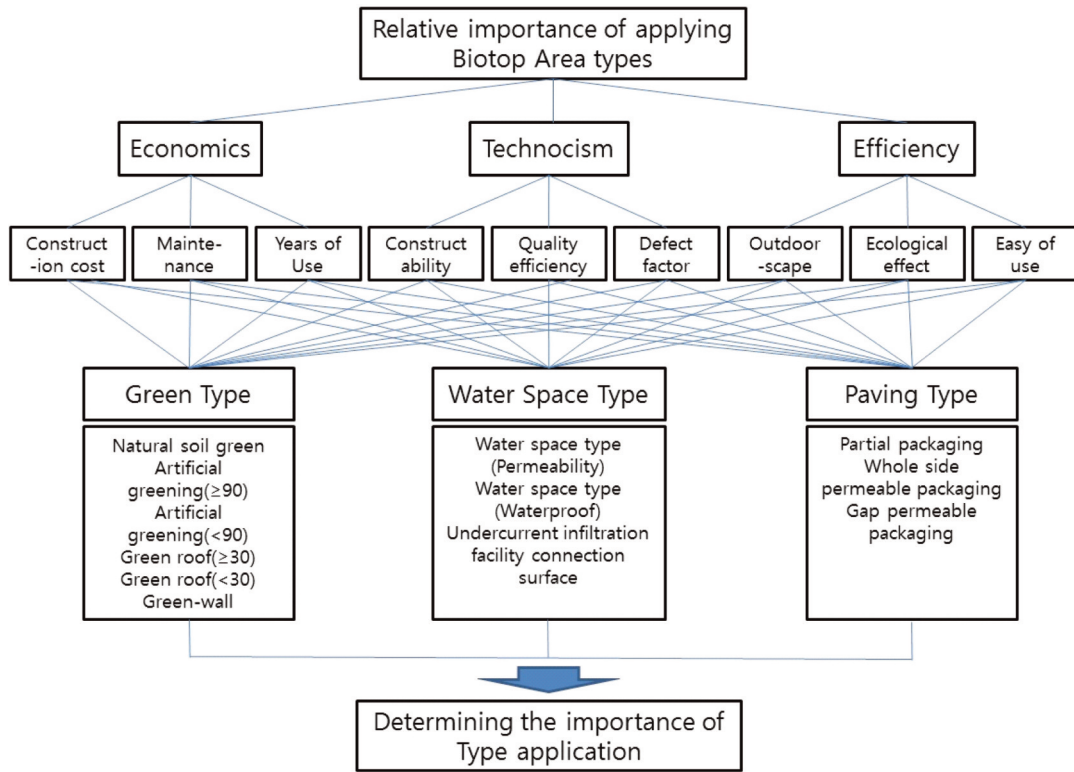 Relative importance of applying
Biotop Area types
Economics
Technocism
Efficiency
Construct
-ion cost
Mainte-
nance
Years of
Use
Construct
ability
Quality
efficiency
Defect
factor
Outdoor
-scape
Ecological
effect
Easy of
use
Green Type
Water Space Type
Paving Type
Natural soil green
Artificial
greening(≥90)
Artificial
greening(<90)
Green roof(≥30)
Green roof(<30)
Green-wall
Water space type
(Permeability)
Water space type
(Waterproof)
Undercurrent infiltration
facility connection
surface
Partial packaging
Whole side
permeable packaging
Gap permeable
packaging
Determining the importance of
Type application